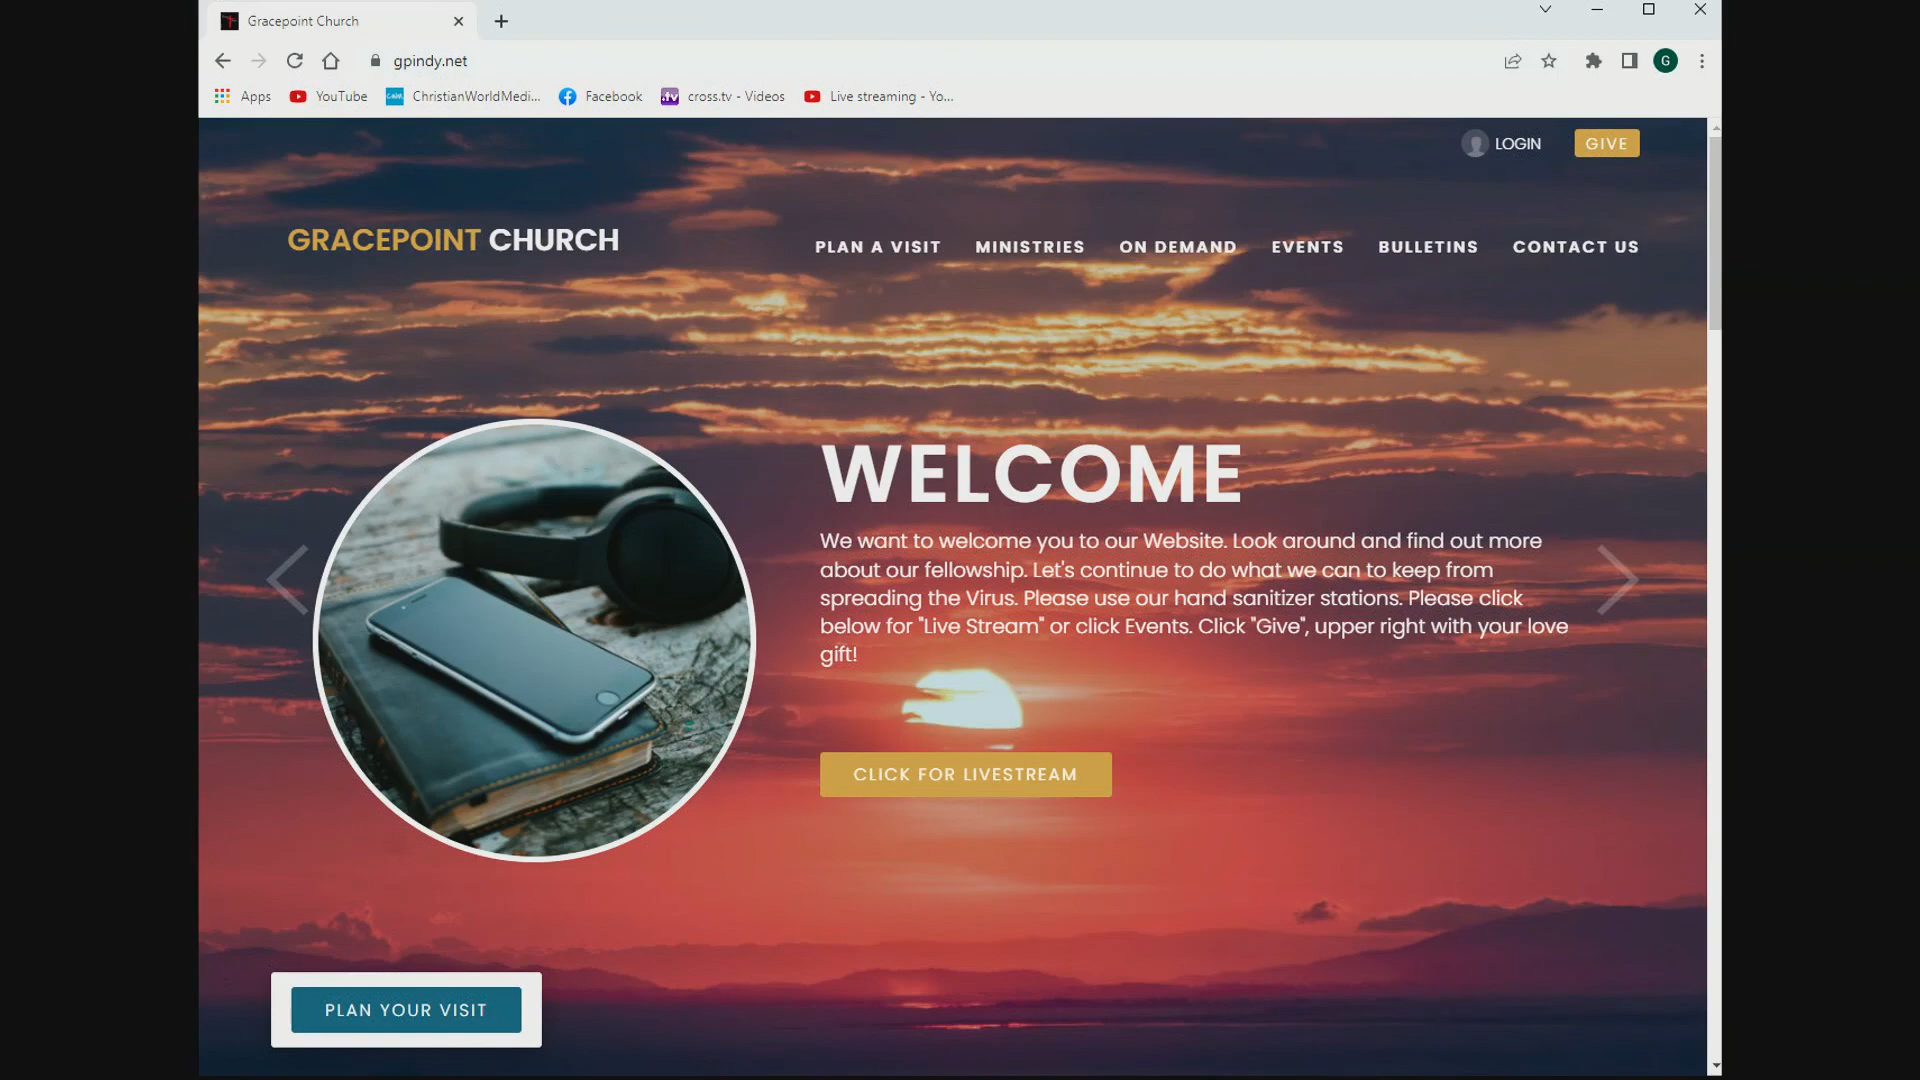 Gracepoint Church
gpindy.net
G
Apps YouTube ChristianWorldMedi... Facebook cross.tv - Videos Live streaming - Yo...
LOGIN GIVE
GRACEPOINT CHURCH
PLAN A VISIT MINISTRIES ON DEMAND EVENTS BULLETINS CONTACT US
WELCOME
We want to welcome you to our Website. Look around and find out more
about our fellowship. Let's continue to do what we can to keep from
spreading the Virus. Please use our hand sanitizer stations. Please click
below for "Live Stream" or click Events. Click "Give", upper right with your love
gift!
CLICK FOR LIVESTREAM
PLAN YOUR VISIT